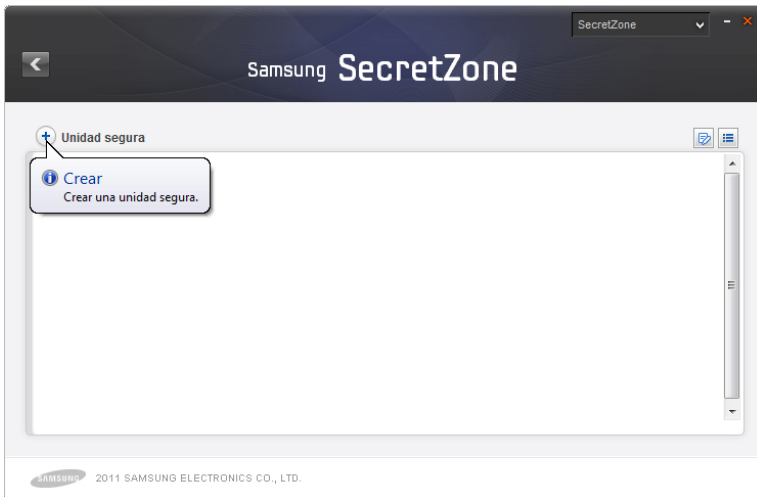 SecretZone
Samsung SecretZone
Unidad segura
Crear
Crear una unidad segura.
SAMSUNG 2011 SAMSUNG ELECTRONICS CO., LTD.